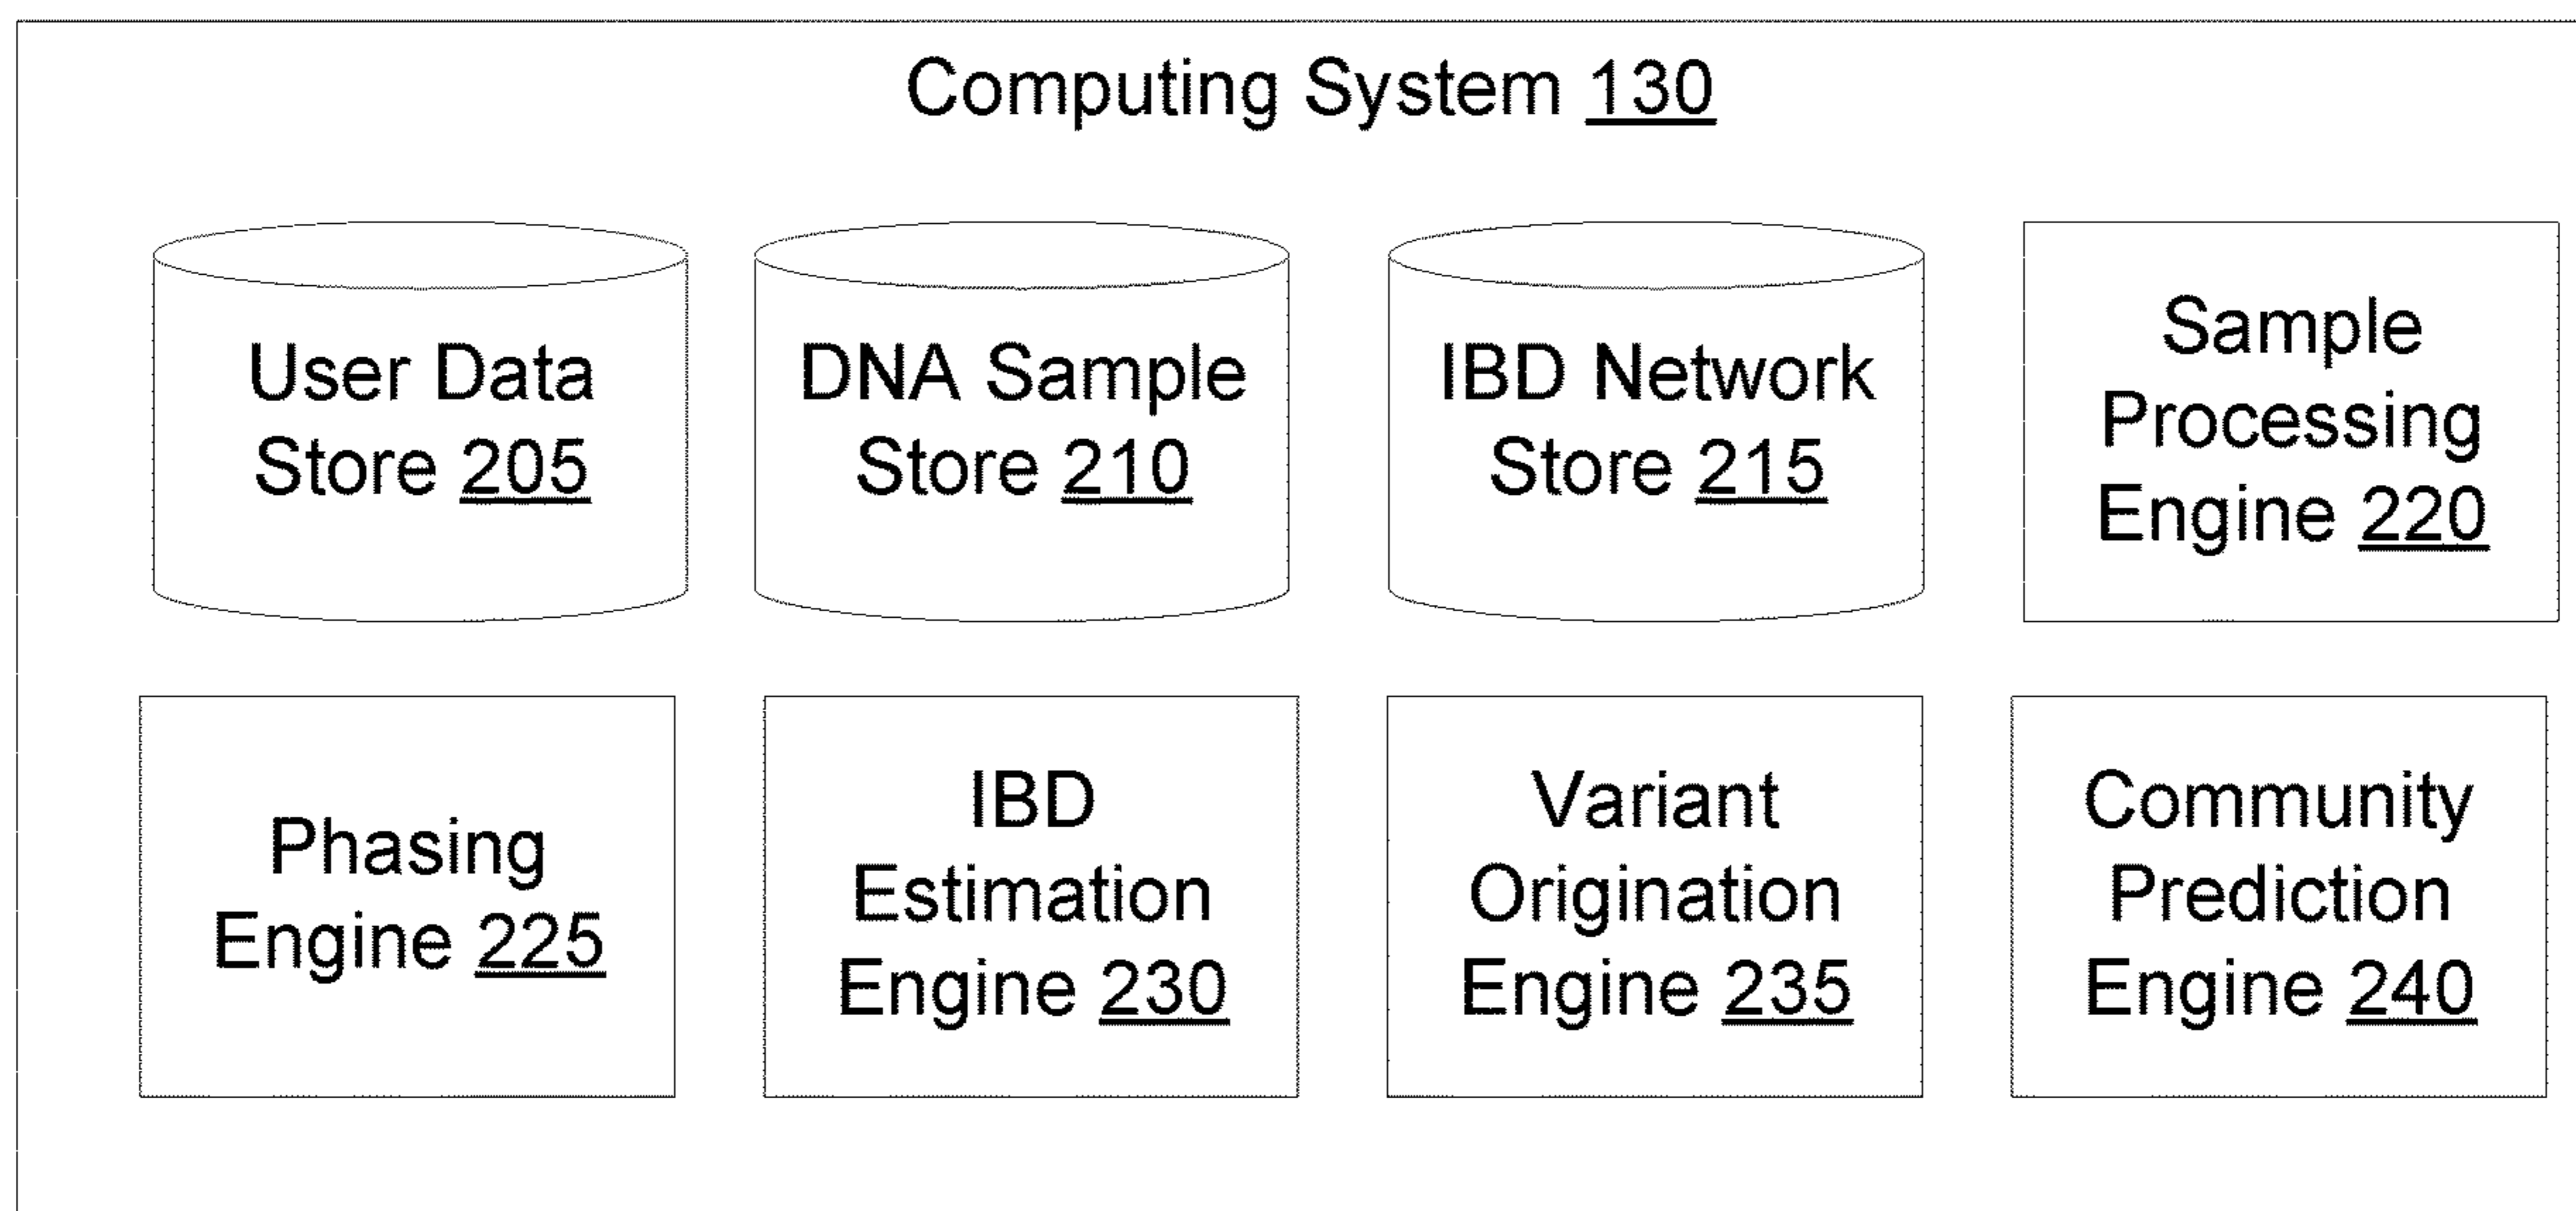 Computing System 130
User Data
Store 205
DNA Sample
Store 210
IBD Network
Store 215
Sample
Processing
Engine 220
Phasing
Engine 225
IBD
Estimation
Engine 230
Variant
Origination
Engine 235
Community
Prediction
Engine 240